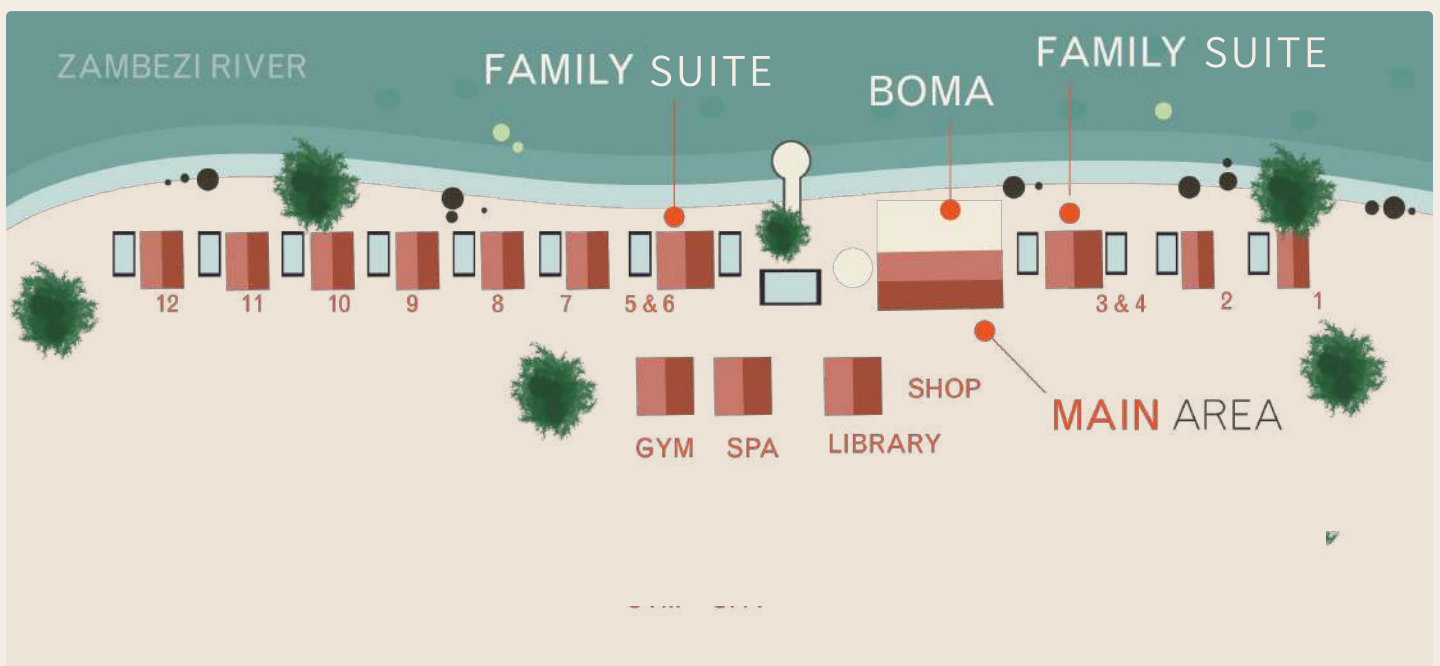 ZAMBEZI RIVER
FAMILY SUITE
FAMILY SUITE
BOMA
12
11
10
9
8
7
5 & 6
3 & 4
2
1
SHOP
MAIN AREA
GYM
SPA
LIBRARY